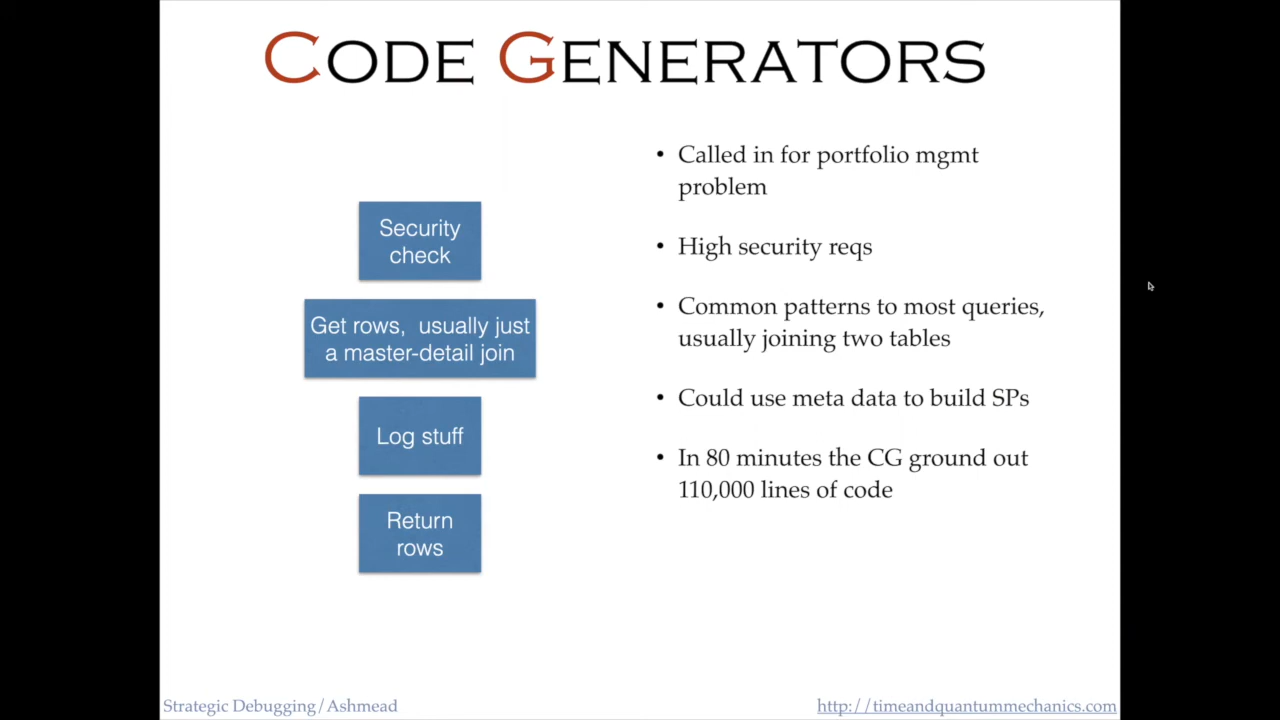 CODE GENERATORS
Security
check
Get rows, usually just
a master-detail join
Log stuff
Return
rows
• Called in for portfolio mgmt
problem
• High security reqs
• Common patterns to most queries,
usually joining two tables
• Could use meta data to build SPs
• In 80 minutes the CG ground out
110,000 lines of code
Strategic Debugging/Ashmead
http://timeandquantummechanics.com